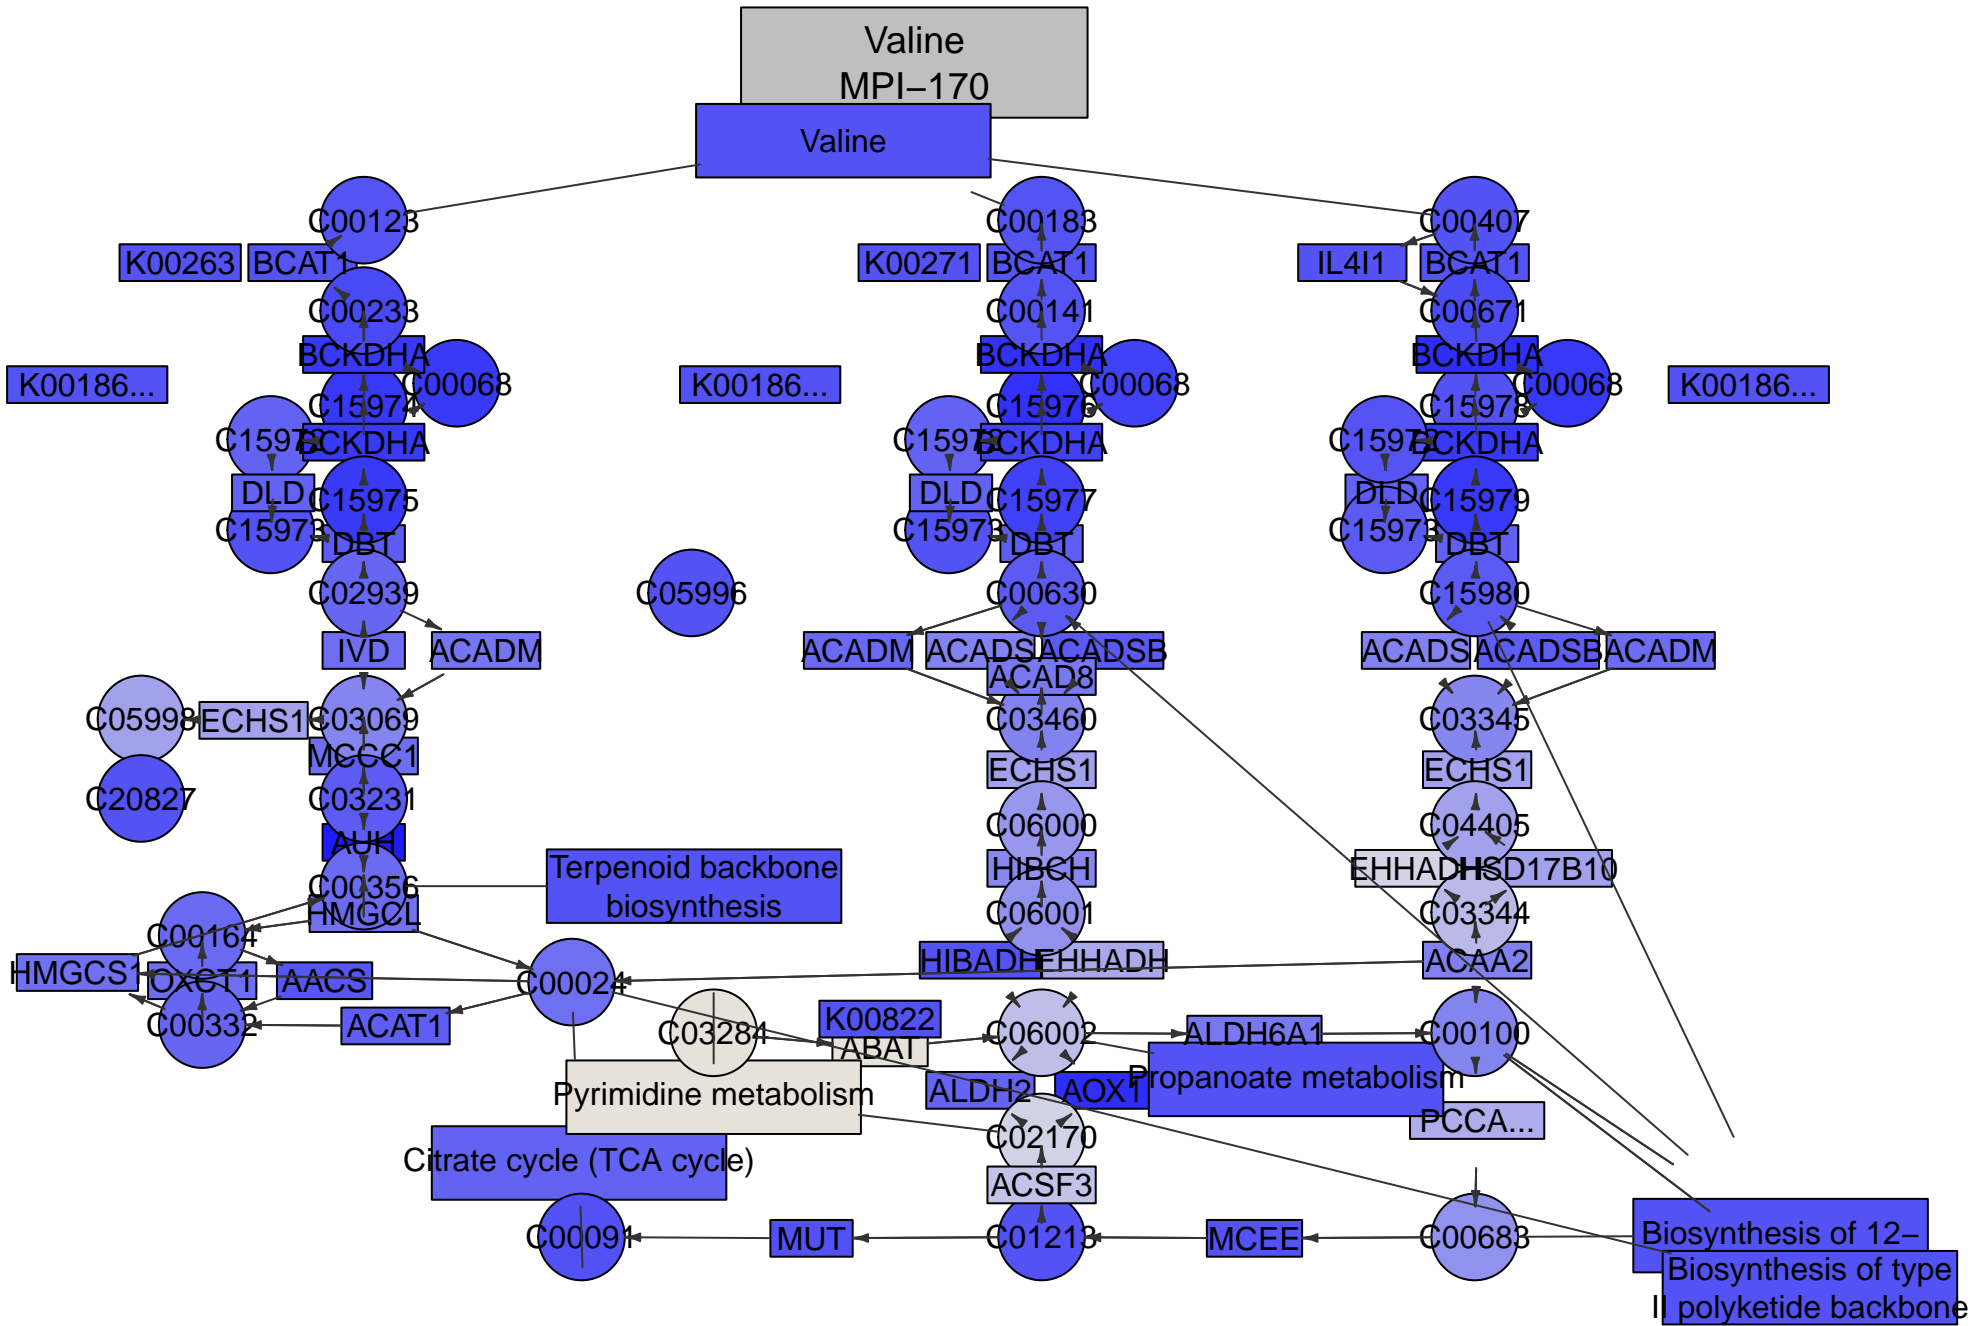 Valine
MPI−170
Valine
C00123
C00183
C00407
K00263
BCAT1
K00271
BCAT1
IL4I1
BCAT1
C00233
C00141
C00671
BCKDHA
BCKDHA
BCKDHA
K00186...
C15974
C00068
K00186...
C15976
C00068
C15978
C00068
K00186...
C15972
BCKDHA
C15972
BCKDHA
C15972
BCKDHA
DLD
C15975
DLD
C15977
DLD
C15979
C15973
DBT
C15973
DBT
C15973
DBT
C02939
C05996
C00630
C15980
IVD
ACADM
ACADM
ACADS
ACADSB
ACADS
ACADSB
ACADM
ACAD8
C05998
ECHS1
C03069
C03460
C03345
MCCC1
ECHS1
ECHS1
C20827
C03231
C06000
C04405
AUH
HIBCH
EHHADH
HSD17B10
C00356
Terpenoid backbone
biosynthesis
HMGCL
C06001
C03344
C00164
HMGCS1
OXCT1
AACS
C00024
HIBADH
EHHADH
ACAA2
C00332
ACAT1
C03284
K00822
ABAT
C06002
ALDH6A1
C00100
Pyrimidine metabolism
ALDH2
AOX1
Propanoate metabolism
PCCA...
C02170
Citrate cycle (TCA cycle)
ACSF3
C00091
MUT
C01213
MCEE
C00683
Biosynthesis of 12−
Biosynthesis of type
II polyketide backbone